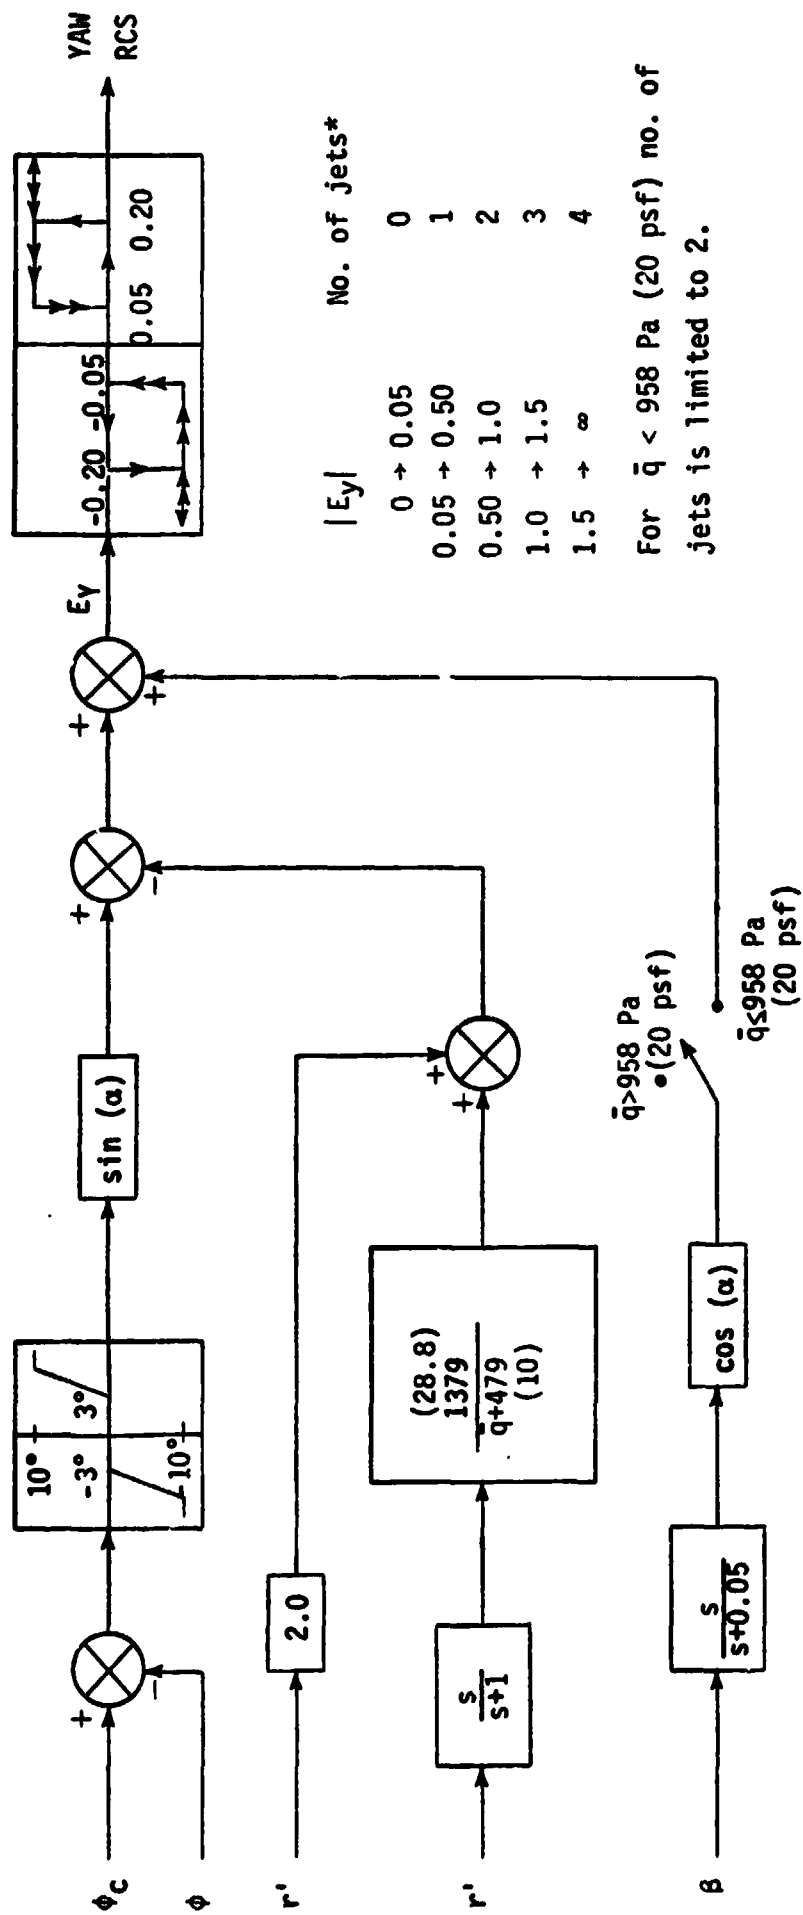 ϕc
+
−
ϕ
10°
-3°
3°
-10°
sin (α)
+
−
+
+
Ey
-0.20 -0.05
0.05 0.20
YAW
RCS
r'
2.0
r'
s
s+1
(28.8)
1379
q̄+479
(10)
+
+
β
s
s+0.05
cos (α)
q̄>958 Pa
(20 psf)
q̄≤958 Pa
(20 psf)
|Ey| No. of jets*
0 → 0.05 0
0.05 → 0.50 1
0.50 → 1.0 2
1.0 → 1.5 3
1.5 → ∞ 4
For q̄ < 958 Pa (20 psf) no. of
jets is limited to 2.